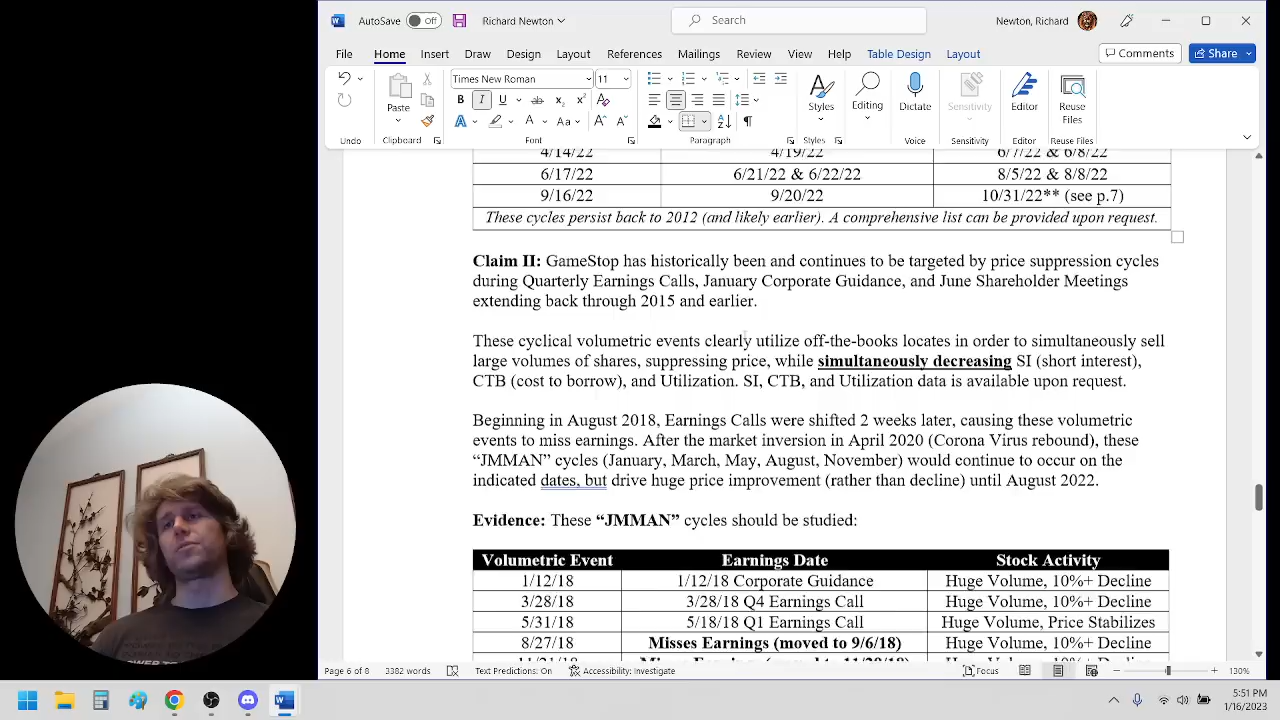 AutoSave Off Richard Newton Search Newton, Richard
File Home Insert Draw Design Layout References Mailings Review View Help Table Design Layout Comments Share
Times New Roman 11
Paste Styles Editing Dictate Sensitivity Editor Reuse Files
Undo Clipboard Font Paragraph Styles Voice Sensitivity Editor Reuse Files
4/14/22 4/19/22 6/7/22 & 6/8/22
6/17/22 6/21/22 & 6/22/22 8/5/22 & 8/8/22
9/16/22 9/20/22 10/31/22** (see p.7)
These cycles persist back to 2012 (and likely earlier). A comprehensive list can be provided upon request.
Claim II: GameStop has historically been and continues to be targeted by price suppression cycles
during Quarterly Earnings Calls, January Corporate Guidance, and June Shareholder Meetings
extending back through 2015 and earlier.
These cyclical volumetric events clearly utilize off-the-books locates in order to simultaneously sell
large volumes of shares, suppressing price, while simultaneously decreasing SI (short interest),
CTB (cost to borrow), and Utilization. SI, CTB, and Utilization data is available upon request.
Beginning in August 2018, Earnings Calls were shifted 2 weeks later, causing these volumetric
events to miss earnings. After the market inversion in April 2020 (Corona Virus rebound), these
“JMMAN” cycles (January, March, May, August, November) would continue to occur on the
indicated dates, but drive huge price improvement (rather than decline) until August 2022.
Evidence: These “JMMAN” cycles should be studied:
Volumetric Event Earnings Date Stock Activity
1/12/18 1/12/18 Corporate Guidance Huge Volume, 10%+ Decline
3/28/18 3/28/18 Q4 Earnings Call Huge Volume, 10%+ Decline
5/31/18 5/18/18 Q1 Earnings Call Huge Volume, Price Stabilizes
8/27/18 Misses Earnings (moved to 9/6/18) Huge Volume, 10%+ Decline
Page 6 of 8 3382 words Text Predictions: On Accessibility: Investigate Focus 130%
5:51 PM
1/16/2023